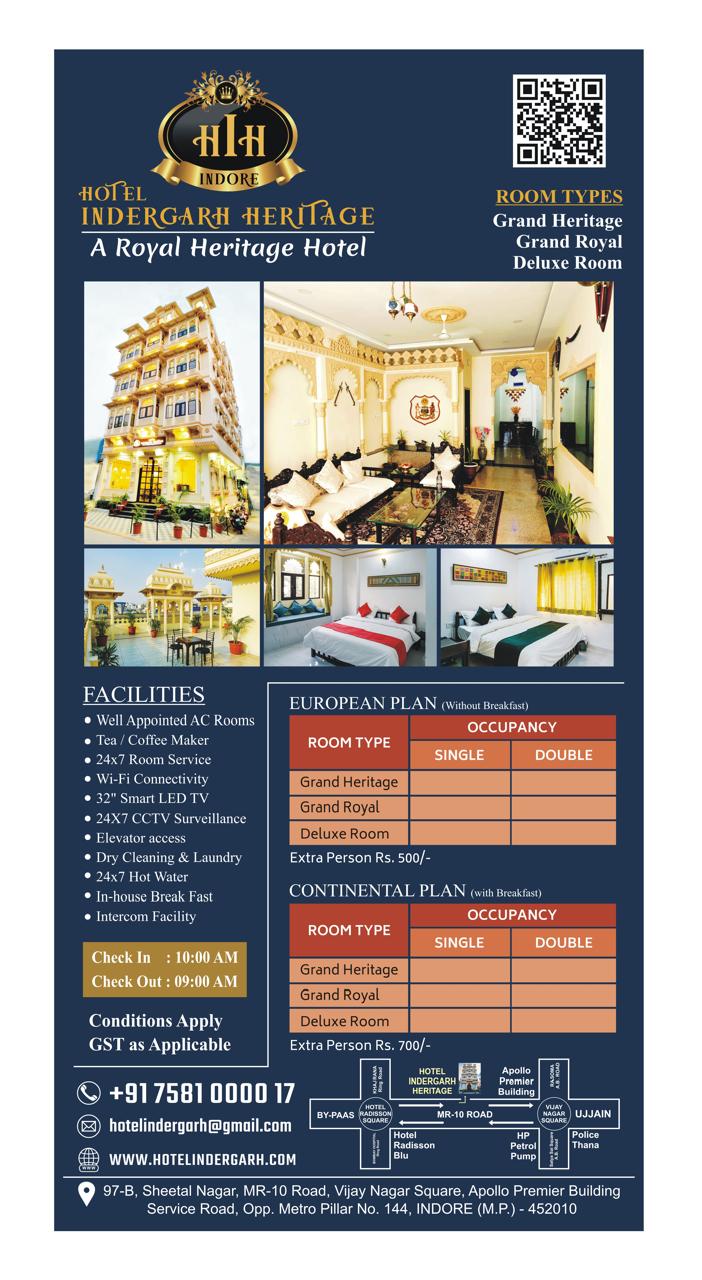 HIH
INDORE
HOTEL
INDERGARH HERITAGE
A Royal Heritage Hotel
ROOM TYPES
Grand Heritage
Grand Royal
Deluxe Room
FACILITIES
Well Appointed AC Rooms
Tea / Coffee Maker
24x7 Room Service
Wi-Fi Connectivity
32" Smart LED TV
24X7 CCTV Surveillance
Elevator access
Dry Cleaning & Laundry
24x7 Hot Water
In-house Break Fast
Intercom Facility
Check In : 10:00 AM
Check Out : 09:00 AM
Conditions Apply
GST as Applicable
EUROPEAN PLAN (Without Breakfast)
ROOM TYPE
OCCUPANCY
SINGLE DOUBLE
Grand Heritage
Grand Royal
Deluxe Room
Extra Person Rs. 500/-
CONTINENTAL PLAN (with Breakfast)
ROOM TYPE
OCCUPANCY
SINGLE DOUBLE
Grand Heritage
Grand Royal
Deluxe Room
Extra Person Rs. 700/-
+91 7581 0000 17
hotelindergarh@gmail.com
WWW.HOTELINDERGARH.COM
KHAJRANA
Ring Road
HOTEL
INDERGARH
HERITAGE
Apollo
Premier
Building
A.B. ROAD
BY-PAAS
HOTEL
RADISSON
SQUARE
MR-10 ROAD
VIJAY
NAGAR
SQUARE
UJJAIN
Hotel
Radisson
Blu
HP
Petrol
Pump
A.B. Road
Police
Thana
97-B, Sheetal Nagar, MR-10 Road, Vijay Nagar Square, Apollo Premier Building
Service Road, Opp. Metro Pillar No. 144, INDORE (M.P.) - 452010